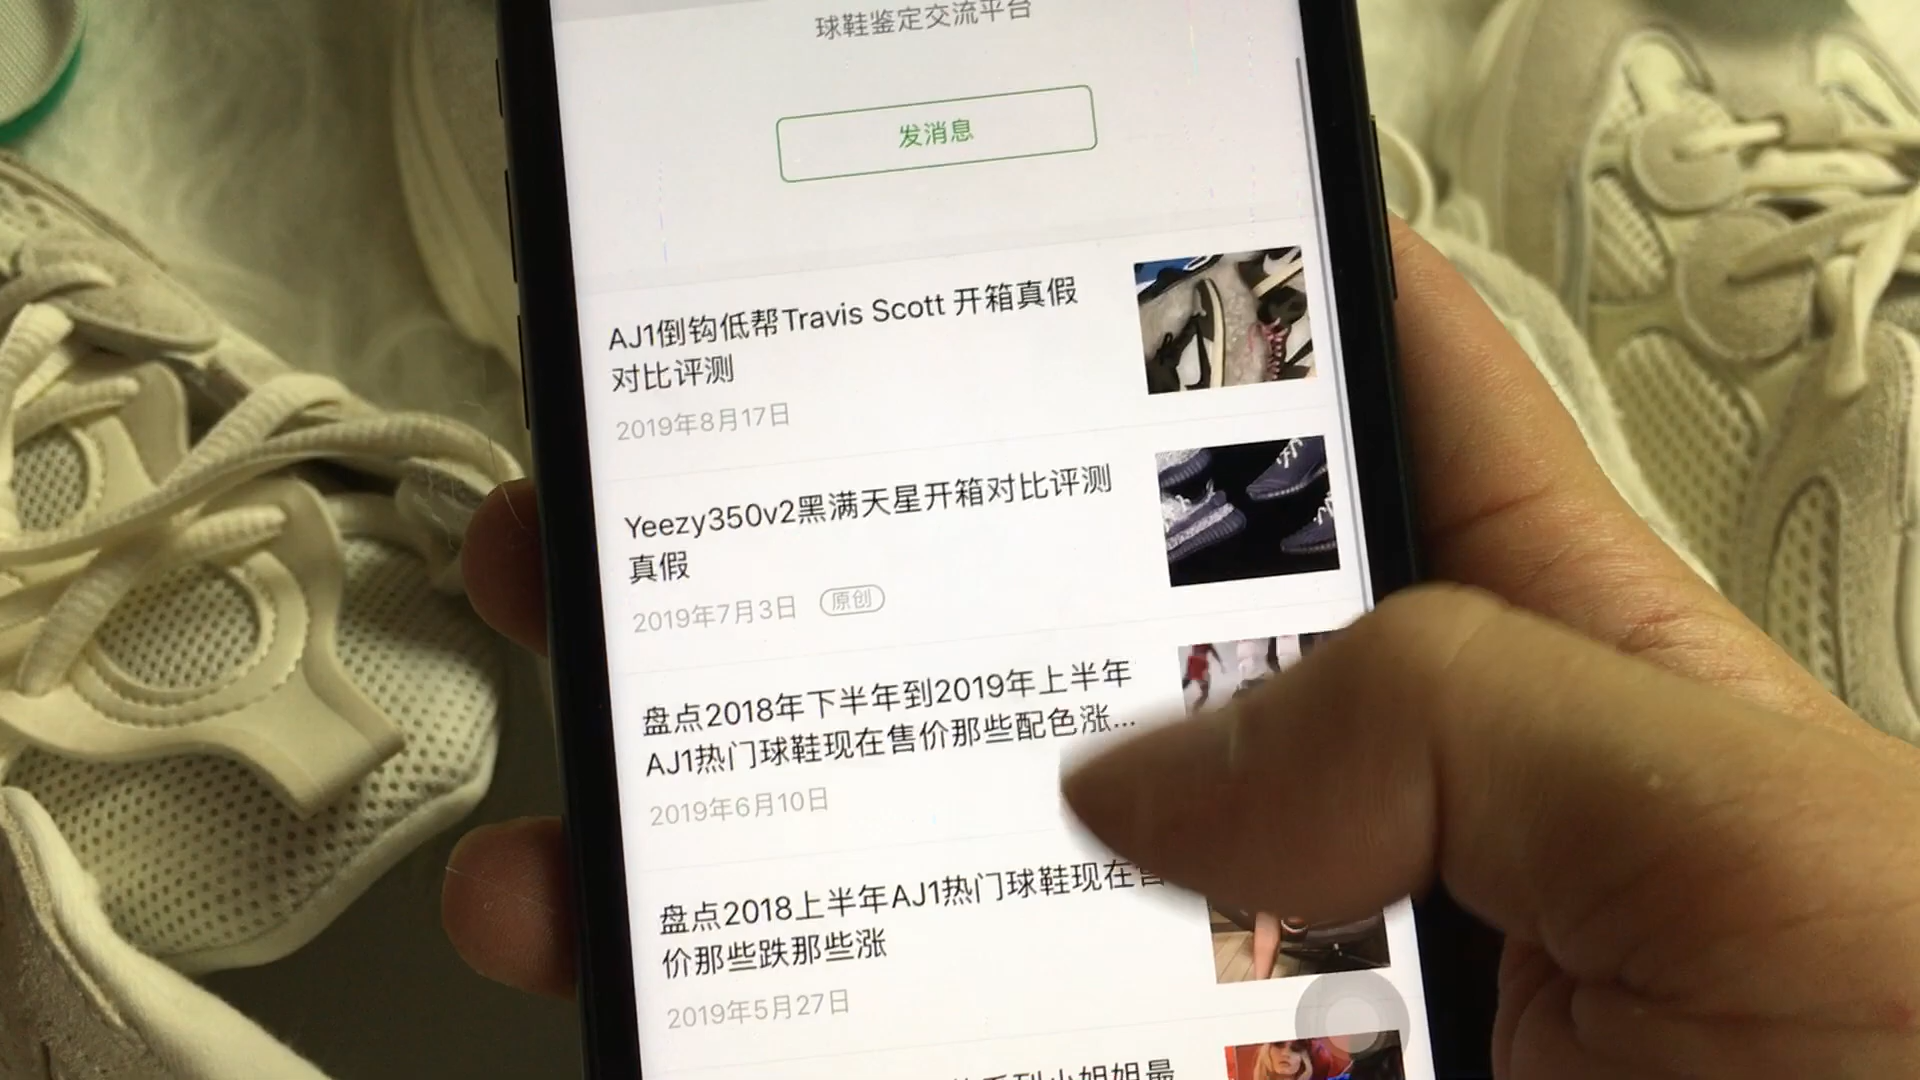 球鞋鉴定交流平台
发消息
AJ1倒钩低帮Travis Scott 开箱真假
对比评测
2019年8月17日
Yeezy350v2黑满天星开箱对比评测
真假
2019年7月3日 原创
盘点2018年下半年到2019年上半年
AJ1热门球鞋现在售价那些配色涨...
2019年6月10日
盘点2018上半年AJ1热门球鞋现在售
价那些跌那些涨
2019年5月27日
系列小姐姐最